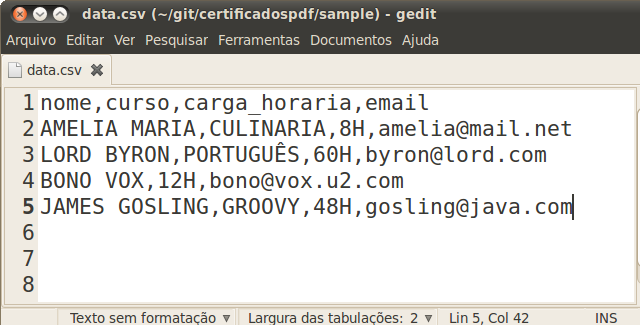 data.csv (~/git/certificadospdf/sample) - gedit
Arquivo Editar Ver Pesquisar Ferramentas Documentos Ajuda
data.csv
1 nome,curso,carga_horaria,email
2 AMELIA MARIA,CULINARIA,8H,amelia@mail.net
3 LORD BYRON,PORTUGUÊS,60H,byron@lord.com
4 BONO VOX,12H,bono@vox.u2.com
5 JAMES GOSLING,GROOVY,48H,gosling@java.com
6
7
8
Texto sem formatação Largura das tabulações: 2 Lin 5, Col 42 INS